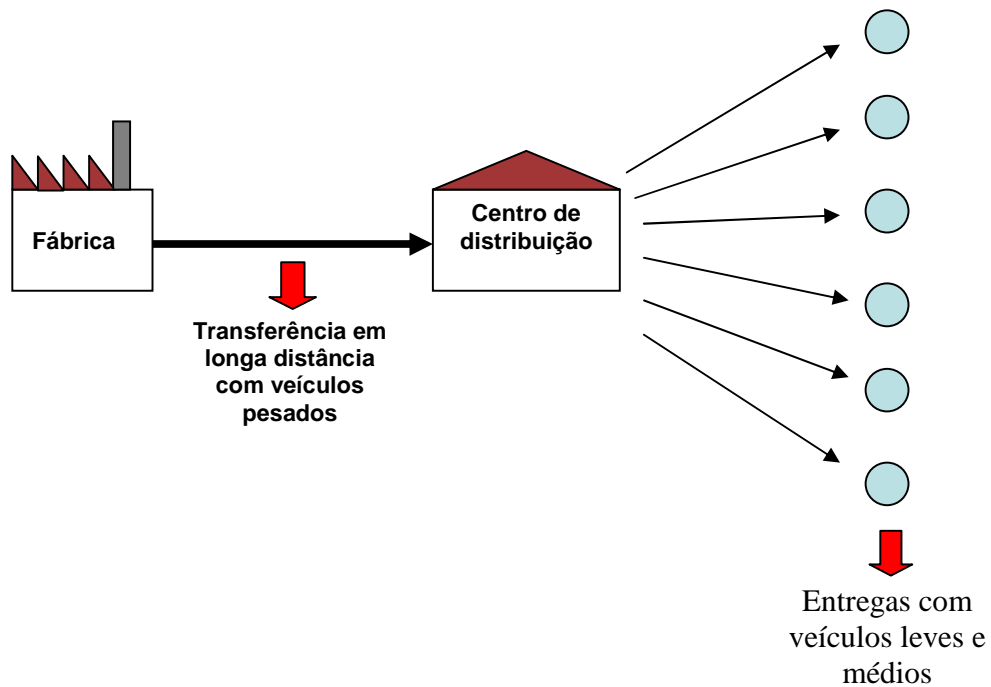 Fábrica
Centro de
distribuição
Transferência em
longa distância
com veículos
pesados
Entregas com
veículos leves e
médios